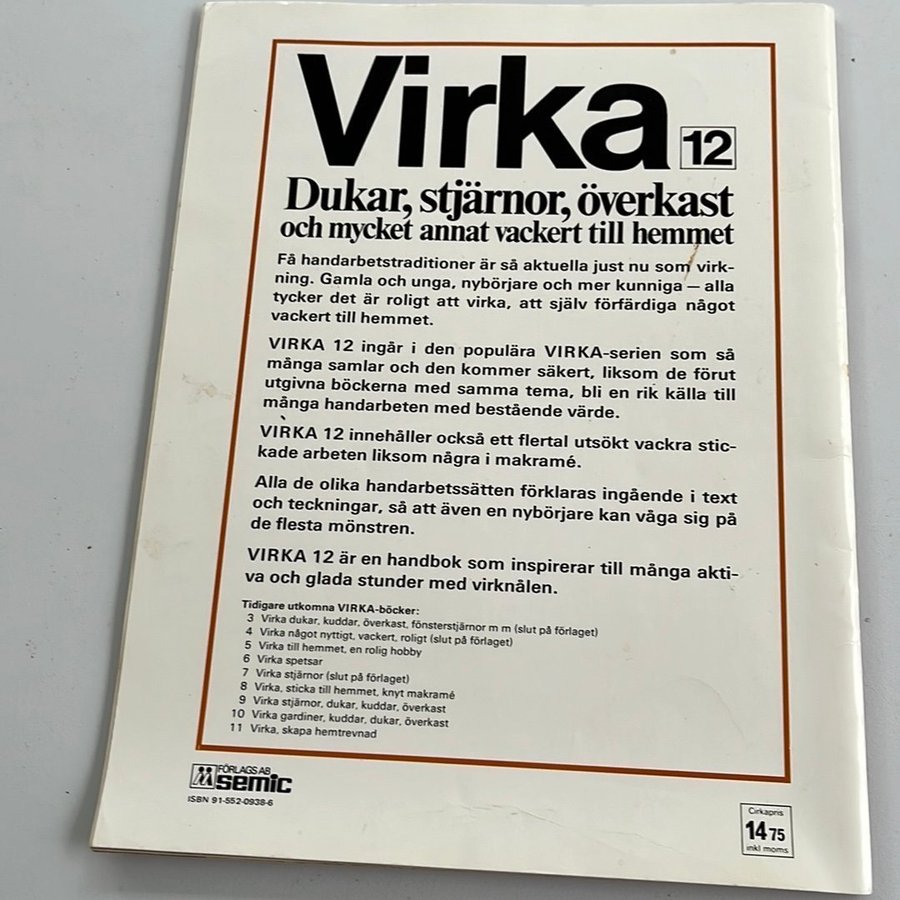 Virka 12
Dukar, stjärnor, överkast
och mycket annat vackert till hemmet
Få handarbetstraditioner är så aktuella just nu som virk-
ning. Gamla och unga, nybörjare och mer kunniga – alla
tycker det är roligt att virka, att själv förfärdiga något
vackert till hemmet.
VIRKA 12 ingår i den populära VIRKA-serien som så
många samlar och den kommer säkert, liksom de förut
utgivna böckerna med samma tema, bli en rik källa till
många handarbeten med bestående värde.
VIRKA 12 innehåller också ett flertal utsökt vackra stic-
kade arbeten liksom några i makramé.
Alla de olika handarbetssätten förklaras ingående i text
och teckningar, så att även en nybörjare kan våga sig på
de flesta mönstren.
VIRKA 12 är en handbok som inspirerar till många akti-
va och glada stunder med virknålen.
Tidigare utkomna VIRKA-böcker:
3 Virka dukar, kuddar, överkast, fönsterstjärnor m m (slut på förlaget)
4 Virka något nyttigt, vackert, roligt (slut på förlaget)
5 Virka till hemmet, en rolig hobby
6 Virka spetsar
7 Virka stjärnor (slut på förlaget)
8 Virka, sticka till hemmet, knyt makramé
9 Virka stjärnor, dukar, kuddar, överkast
10 Virka gardiner, kuddar, dukar, överkast
11 Virka, skapa hemtrevnad
FÖRLAGS AB
semic
ISBN 91-552-0938-6
Cirkapris
14 75
inkl moms